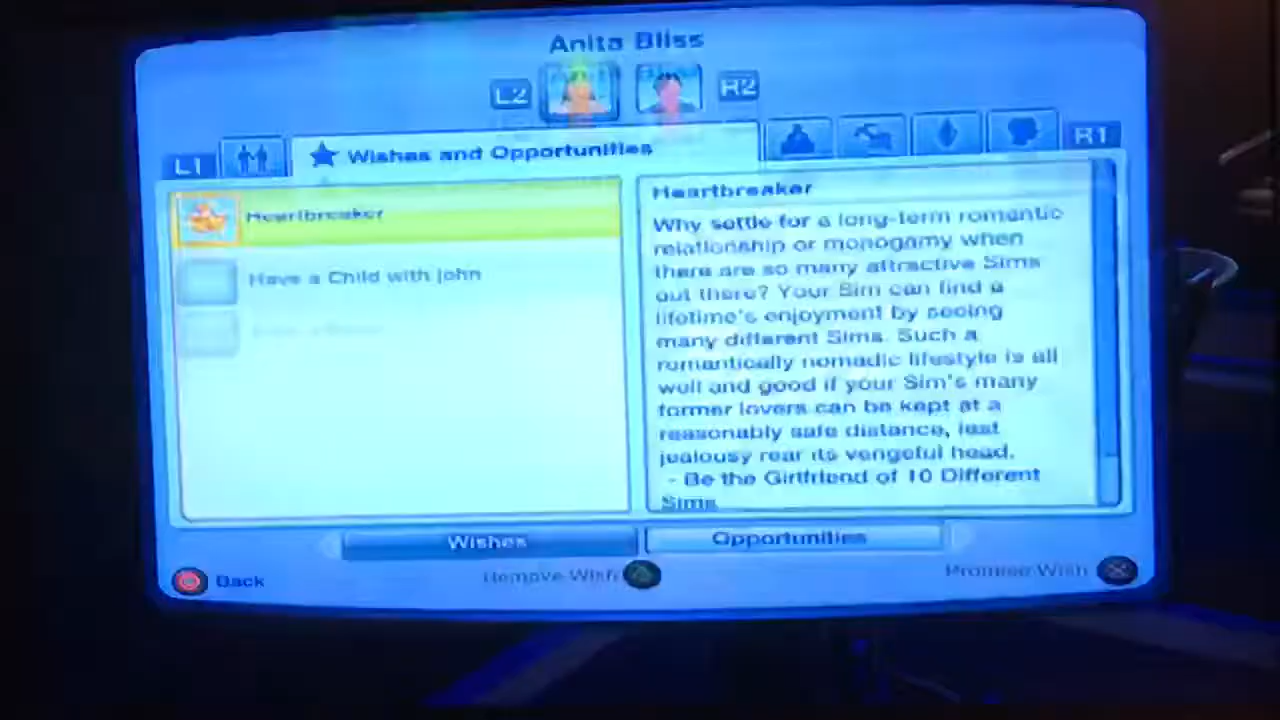 Anita Bliss
L2
R2
L1
Wishes and Opportunities
R1
Heartbreaker
Have a Child with John
Heartbreaker
Why settle for a long-term romantic
relationship or monogamy when
there are so many attractive Sims
out there? Your Sim can find a
lifetime's enjoyment by seeing
many different Sims. Such a
romantically nomadic lifestyle is all
well and good if your Sim's many
former lovers can be kept at a
reasonably safe distance, lest
jealousy rear its vengeful head.
- Be the Girlfriend of 10 Different
Sims
Wishes
Opportunities
Back
Remove Wish
Promise Wish